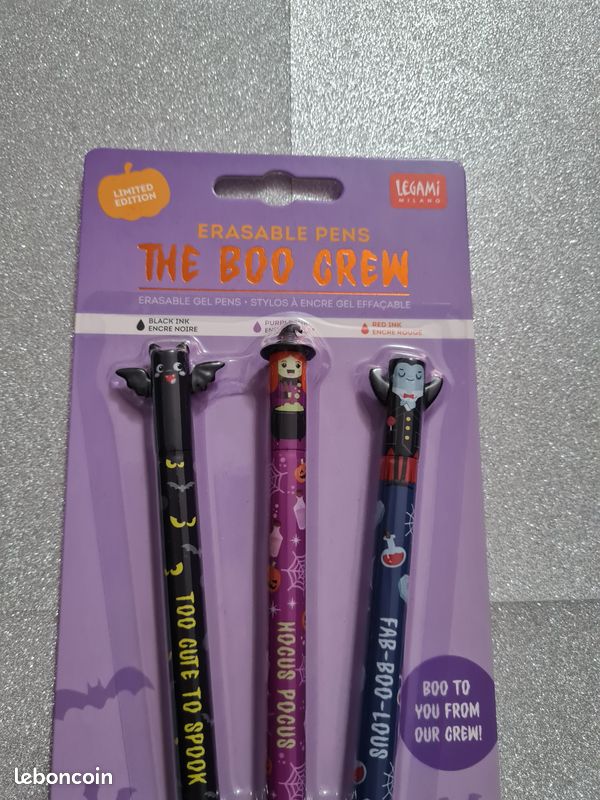 LIMITED
EDITION
LEGAMI
MILANO
ERASABLE PENS
THE BOO CREW
ERASABLE GEL PENS • STYLOS À ENCRE GEL EFFAÇABLE
BLACK INK
ENCRE NOIRE
RED INK
ENCRE ROUGE
TOO CUTE TO SPOOK
HOCUS POCUS
FAB-BOO-LOUS
BOO TO
YOU FROM
OUR CREW!
leboncoin